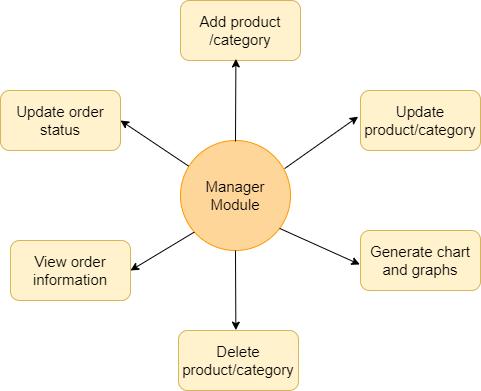 Add product
/category
Update order
status
Update
product/category
Manager
Module
View order
information
Generate chart
and graphs
Delete
product/category